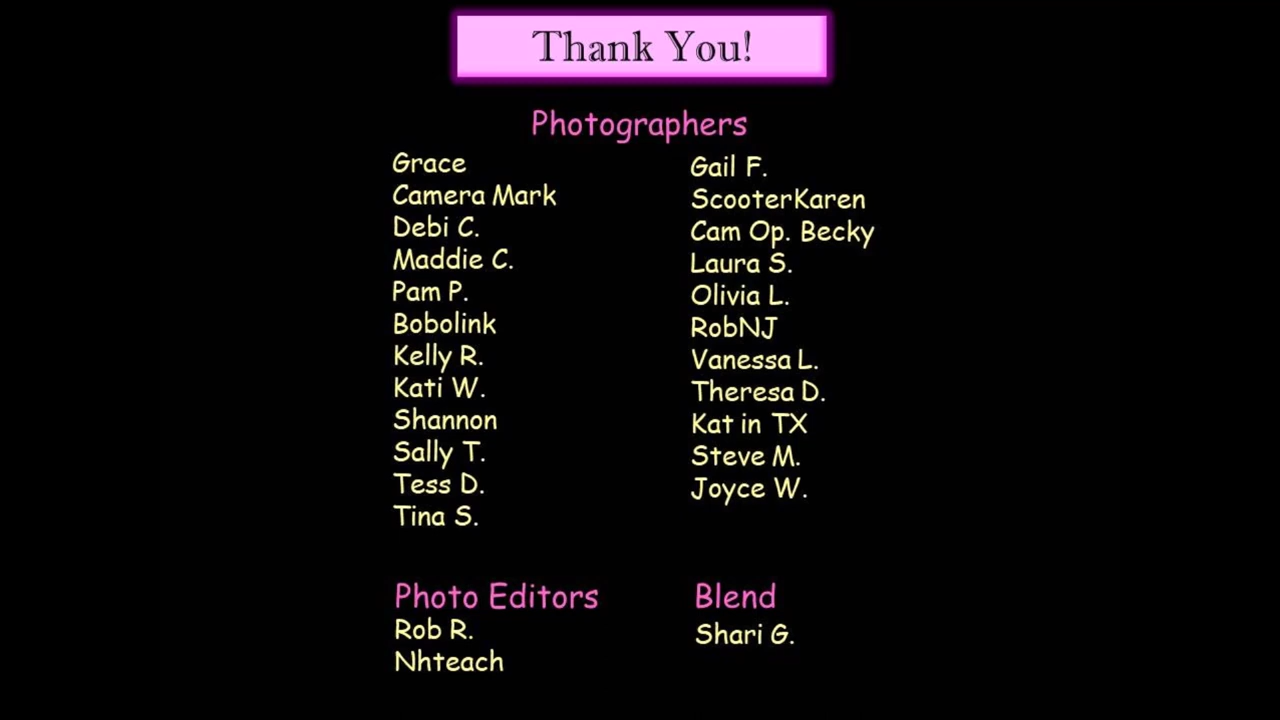 Thank You!
Photographers
Grace
Camera Mark
Debi C.
Maddie C.
Pam P.
Bobolink
Kelly R.
Kati W.
Shannon
Sally T.
Tess D.
Tina S.
Gail F.
ScooterKaren
Cam Op. Becky
Laura S.
Olivia L.
RobNJ
Vanessa L.
Theresa D.
Kat in TX
Steve M.
Joyce W.
Photo Editors
Rob R.
Nhteach
Blend
Shari G.